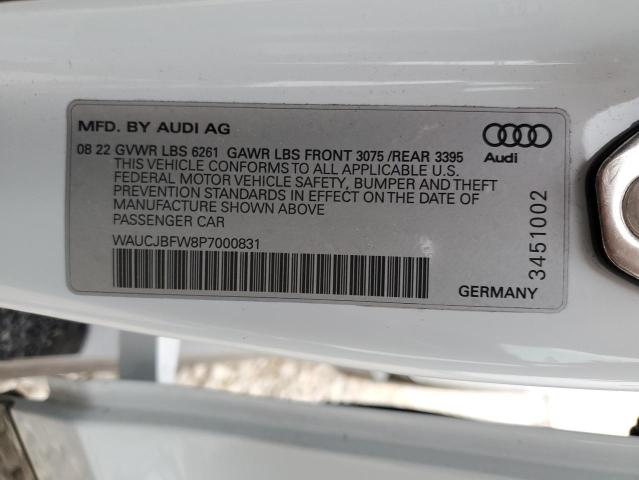 MFD. BY AUDI AG
08 22 GVWR LBS 6261 GAWR LBS FRONT 3075 /REAR 3395
THIS VEHICLE CONFORMS TO ALL APPLICABLE U.S.
FEDERAL MOTOR VEHICLE SAFETY, BUMPER AND THEFT
PREVENTION STANDARDS IN EFFECT ON THE DATE OF
MANUFACTURE SHOWN ABOVE
PASSENGER CAR
WAUCJBFW8P7000831
Audi
3451002
GERMANY